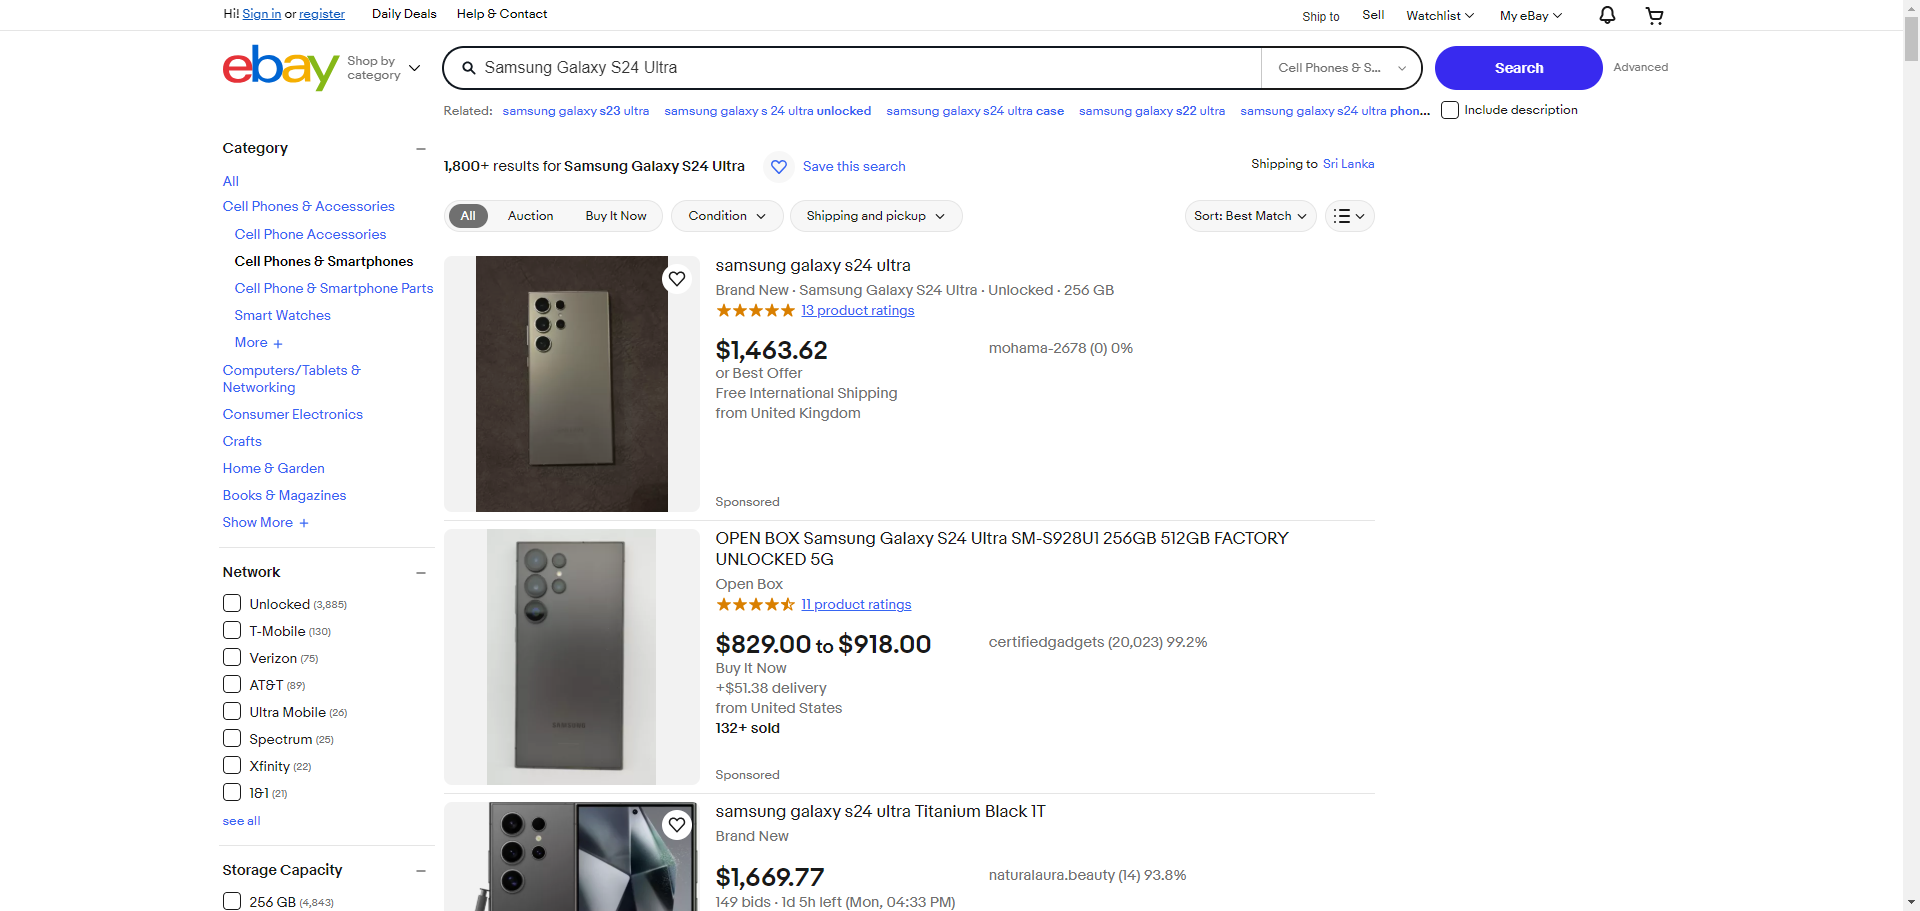 Hi! Sign in or register
Daily Deals
Help & Contact
Ship to
Sell
Watchlist
My eBay
ebay
Shop by
category
Samsung Galaxy S24 Ultra
Cell Phones & S...
Search
Advanced
Related:
samsung galaxy s23 ultra
samsung galaxy s 24 ultra unlocked
samsung galaxy s24 ultra case
samsung galaxy s22 ultra
samsung galaxy s24 ultra phon...
Include description
Category
All
Cell Phones & Accessories
Cell Phone Accessories
Cell Phones & Smartphones
Cell Phone & Smartphone Parts
Smart Watches
More +
Computers/Tablets &
Networking
Consumer Electronics
Crafts
Home & Garden
Books & Magazines
Show More +
Network
Unlocked (3,885)
T-Mobile (130)
Verizon (75)
AT&T (89)
Ultra Mobile (26)
Spectrum (25)
Xfinity (22)
1&1 (21)
see all
Storage Capacity
256 GB (4,843)
1,800+ results for Samsung Galaxy S24 Ultra
Save this search
Shipping to Sri Lanka
All
Auction
Buy It Now
Condition
Shipping and pickup
Sort: Best Match
samsung galaxy s24 ultra
Brand New · Samsung Galaxy S24 Ultra · Unlocked · 256 GB
13 product ratings
$1,463.62
mohama-2678 (0) 0%
or Best Offer
Free International Shipping
from United Kingdom
Sponsored
OPEN BOX Samsung Galaxy S24 Ultra SM-S928U1 256GB 512GB FACTORY
UNLOCKED 5G
Open Box
11 product ratings
$829.00 to $918.00
certifiedgadgets (20,023) 99.2%
Buy It Now
+$51.38 delivery
from United States
132+ sold
SAMSUNG
Sponsored
samsung galaxy s24 ultra Titanium Black 1T
Brand New
$1,669.77
naturalaura.beauty (14) 93.8%
149 bids · 1d 5h left (Mon, 04:33 PM)